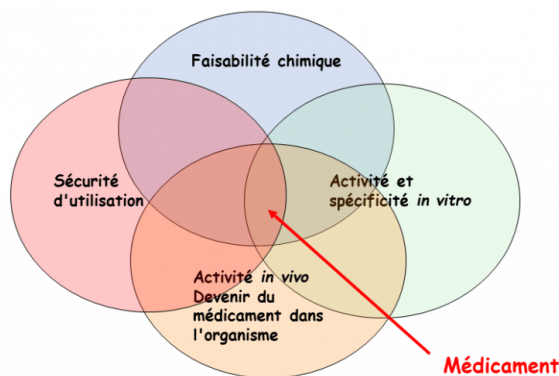 Faisabilité chimique
Sécurité
d'utilisation
Activité et
spécificité in vitro
Activité in vivo
Devenir du
médicament dans
l'organisme
Médicament